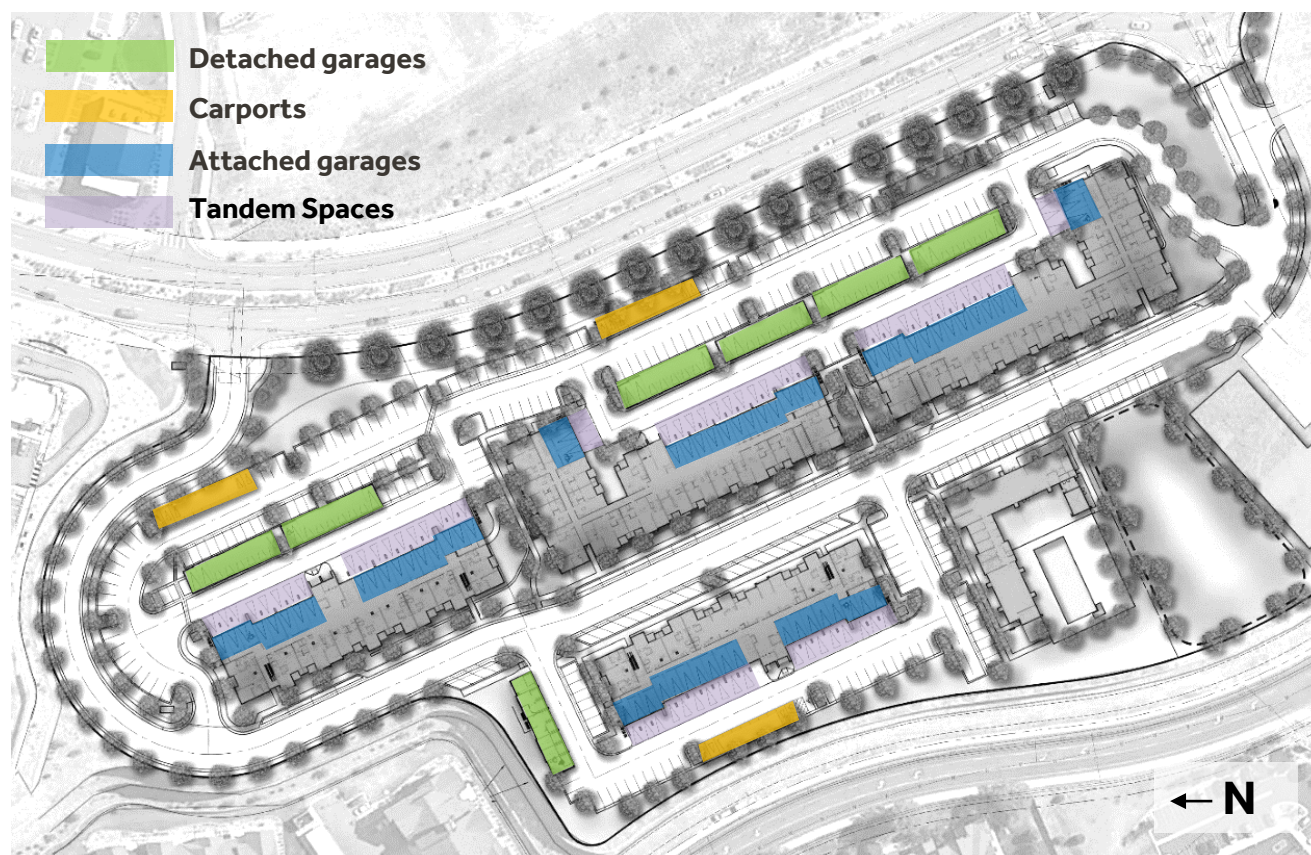 Detached garages
Carports
Attached garages
Tandem Spaces
← N